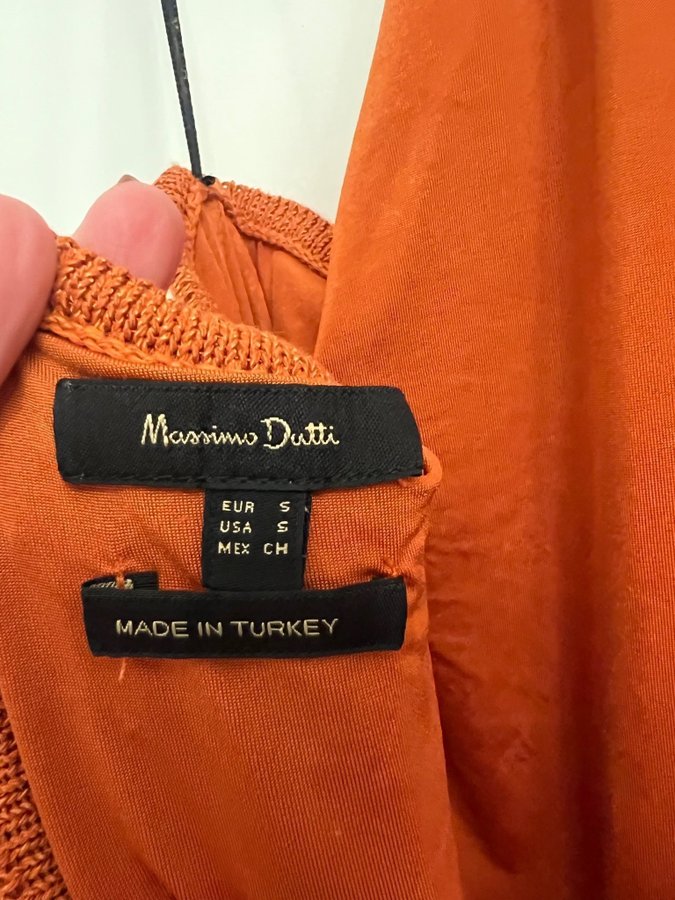 Massimo Dutti
EUR S
USA S
MEX CH
MADE IN TURKEY